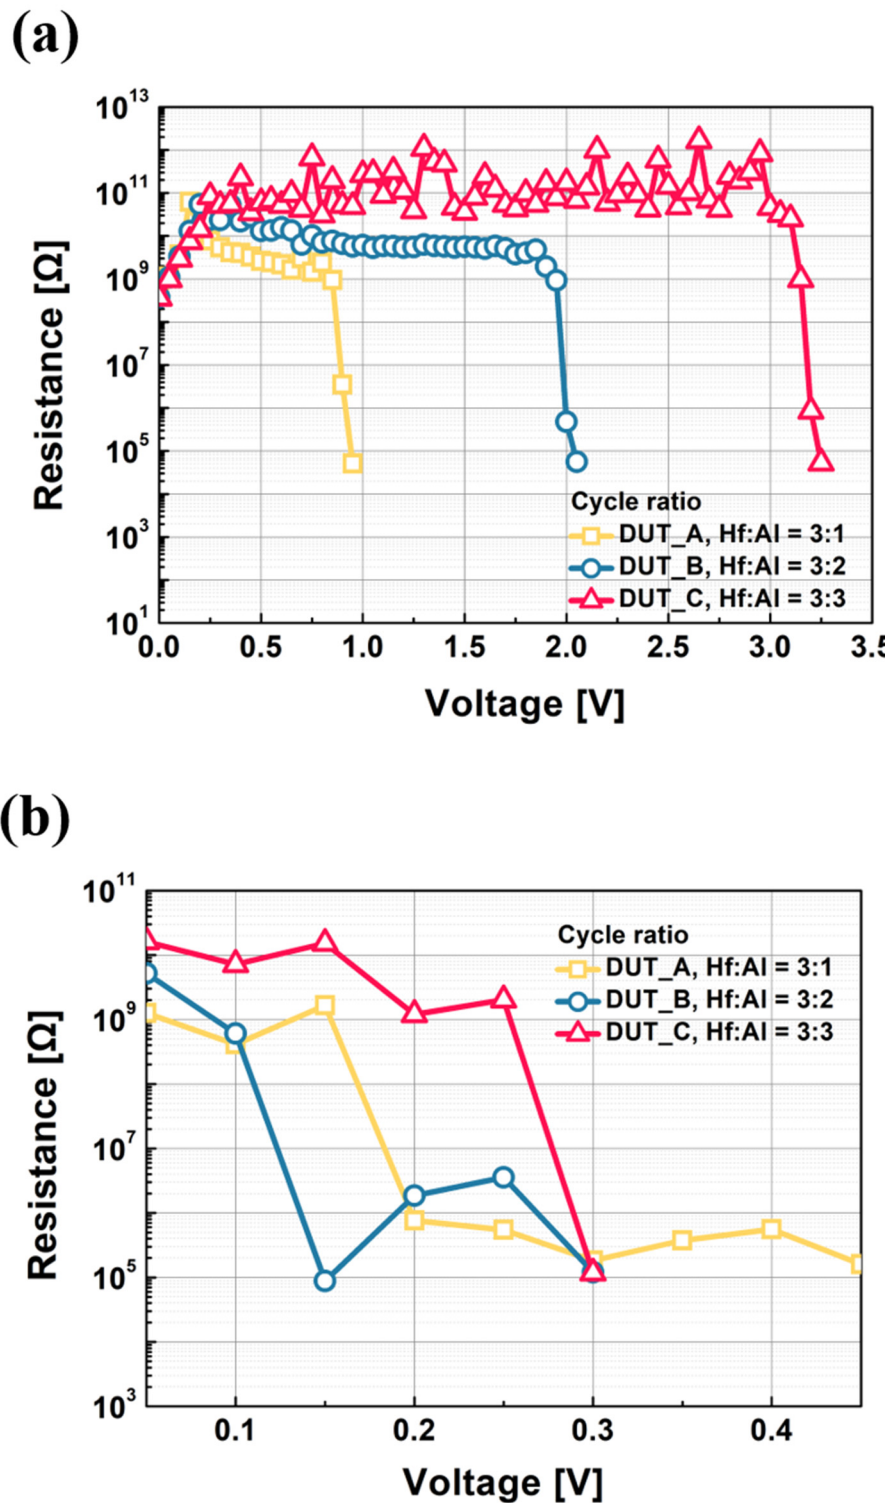 (a)
10^13
10^11
10^9
10^7
10^5
10^3
10^1
Resistance [Ω]
Cycle ratio
DUT_A, Hf:Al = 3:1
DUT_B, Hf:Al = 3:2
DUT_C, Hf:Al = 3:3
0.0 0.5 1.0 1.5 2.0 2.5 3.0 3.5
Voltage [V]
(b)
10^11
10^9
10^7
10^5
10^3
Resistance [Ω]
Cycle ratio
DUT_A, Hf:Al = 3:1
DUT_B, Hf:Al = 3:2
DUT_C, Hf:Al = 3:3
0.1 0.2 0.3 0.4
Voltage [V]